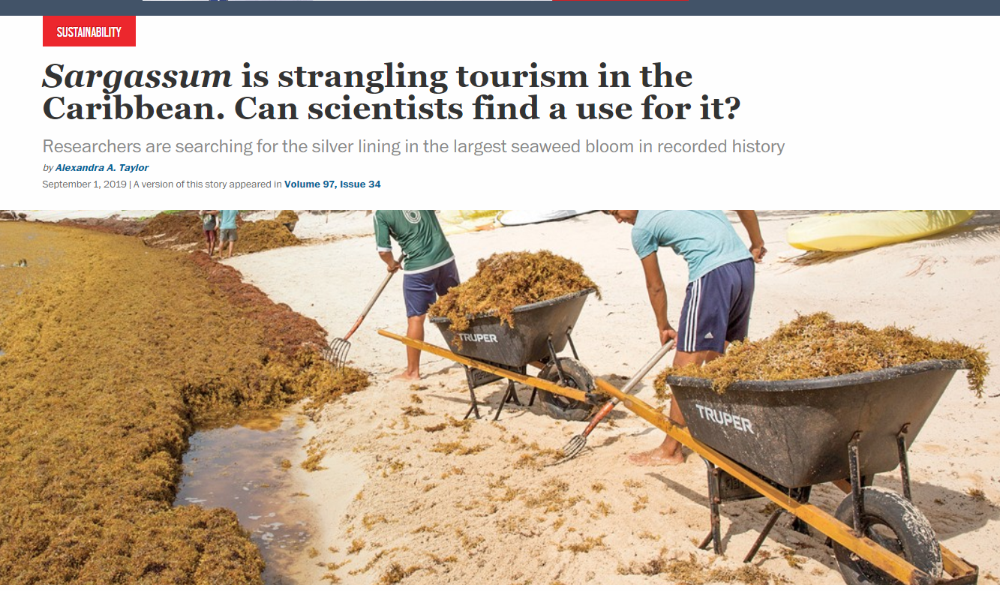 SUSTAINABILITY
Sargassum is strangling tourism in the
Caribbean. Can scientists find a use for it?
Researchers are searching for the silver lining in the largest seaweed bloom in recorded history
by Alexandra A. Taylor
September 1, 2019 | A version of this story appeared in Volume 97, Issue 34
6
TRUPER
TRUPER